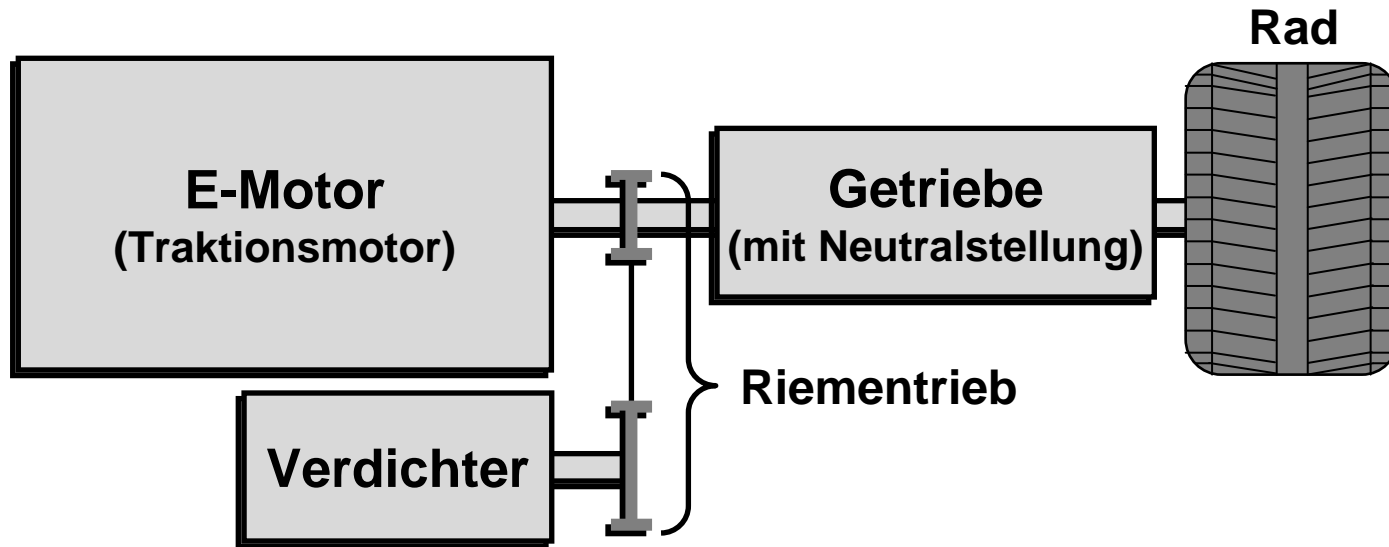 Rad
E-Motor
(Traktionsmotor)
Getriebe
(mit Neutralstellung)
Riementrieb
Verdichter